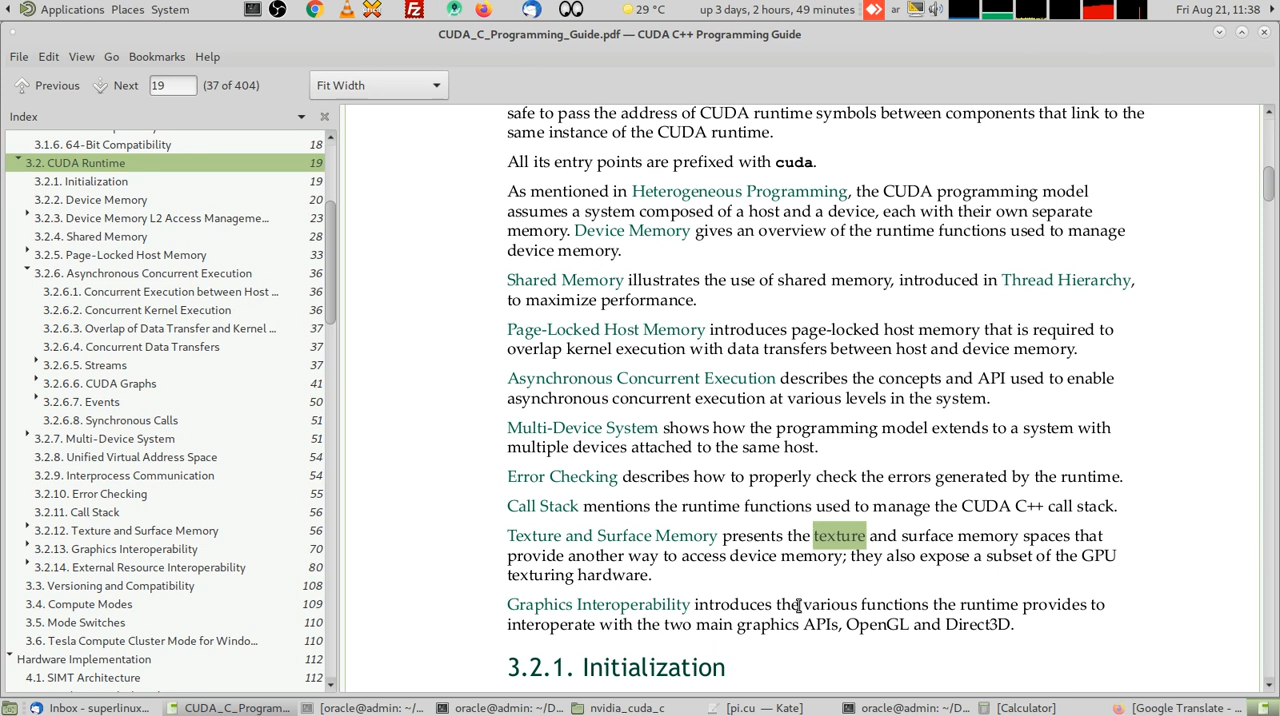 Applications Places System
29 °C
up 3 days, 2 hours, 49 minutes
ar
Fri Aug 21, 11:38
CUDA_C_Programming_Guide.pdf — CUDA C++ Programming Guide
File Edit View Go Bookmarks Help
Previous Next 19 (37 of 404) Fit Width
Index
3.1.6. 64-Bit Compatibility 18
3.2. CUDA Runtime 19
3.2.1. Initialization 19
3.2.2. Device Memory 20
3.2.3. Device Memory L2 Access Manageme... 23
3.2.4. Shared Memory 28
3.2.5. Page-Locked Host Memory 33
3.2.6. Asynchronous Concurrent Execution 36
3.2.6.1. Concurrent Execution between Host ... 36
3.2.6.2. Concurrent Kernel Execution 36
3.2.6.3. Overlap of Data Transfer and Kernel ... 37
3.2.6.4. Concurrent Data Transfers 37
3.2.6.5. Streams 37
3.2.6.6. CUDA Graphs 41
3.2.6.7. Events 50
3.2.6.8. Synchronous Calls 51
3.2.7. Multi-Device System 51
3.2.8. Unified Virtual Address Space 54
3.2.9. Interprocess Communication 54
3.2.10. Error Checking 55
3.2.11. Call Stack 56
3.2.12. Texture and Surface Memory 56
3.2.13. Graphics Interoperability 70
3.2.14. External Resource Interoperability 80
3.3. Versioning and Compatibility 108
3.4. Compute Modes 109
3.5. Mode Switches 110
3.6. Tesla Compute Cluster Mode for Windo... 110
Hardware Implementation 112
4.1. SIMT Architecture 112
safe to pass the address of CUDA runtime symbols between components that link to the
same instance of the CUDA runtime.
All its entry points are prefixed with cuda.
As mentioned in Heterogeneous Programming, the CUDA programming model
assumes a system composed of a host and a device, each with their own separate
memory. Device Memory gives an overview of the runtime functions used to manage
device memory.
Shared Memory illustrates the use of shared memory, introduced in Thread Hierarchy,
to maximize performance.
Page-Locked Host Memory introduces page-locked host memory that is required to
overlap kernel execution with data transfers between host and device memory.
Asynchronous Concurrent Execution describes the concepts and API used to enable
asynchronous concurrent execution at various levels in the system.
Multi-Device System shows how the programming model extends to a system with
multiple devices attached to the same host.
Error Checking describes how to properly check the errors generated by the runtime.
Call Stack mentions the runtime functions used to manage the CUDA C++ call stack.
Texture and Surface Memory presents the texture and surface memory spaces that
provide another way to access device memory; they also expose a subset of the GPU
texturing hardware.
Graphics Interoperability introduces the various functions the runtime provides to
interoperate with the two main graphics APIs, OpenGL and Direct3D.
3.2.1. Initialization
Inbox - superlinux... CUDA_C_Program... [oracle@admin: ~/... oracle@admin: ~/D... nvidia_cuda_c [pi.cu — Kate] oracle@admin: ~/D... [Calculator] [Google Translate - ...